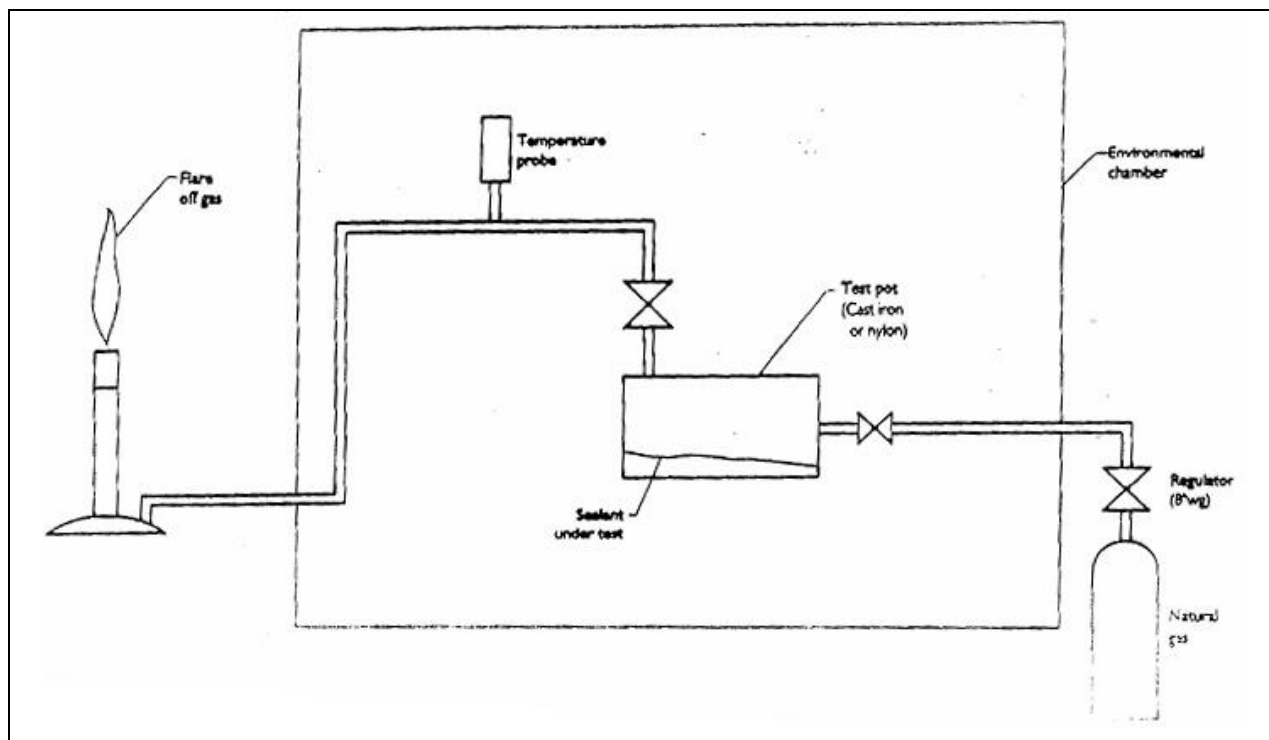 Temperature
probe
Flare
off gas
Environmental
chamber
Test pot
(Cast iron
or nylon)
Regulator
(8"wg)
Sealant
under test
Natural
gas